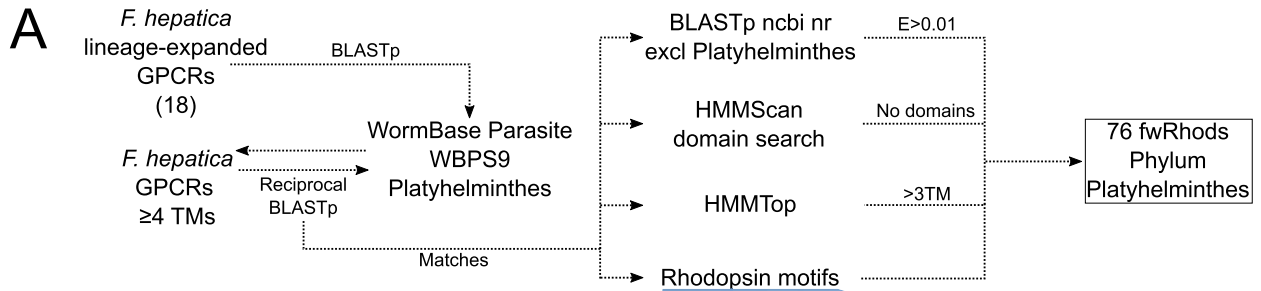 A
F. hepatica
lineage-expanded
GPCRs
(18)
BLASTp
F. hepatica
GPCRs
≥4 TMs
Reciprocal
BLASTp
WormBase Parasite
WBPS9
Platyhelminthes
Matches
BLASTp ncbi nr
excl Platyhelminthes
E>0.01
HMMScan
domain search
No domains
HMMTop
>3TM
Rhodopsin motifs
76 fwRhods
Phylum
Platyhelminthes